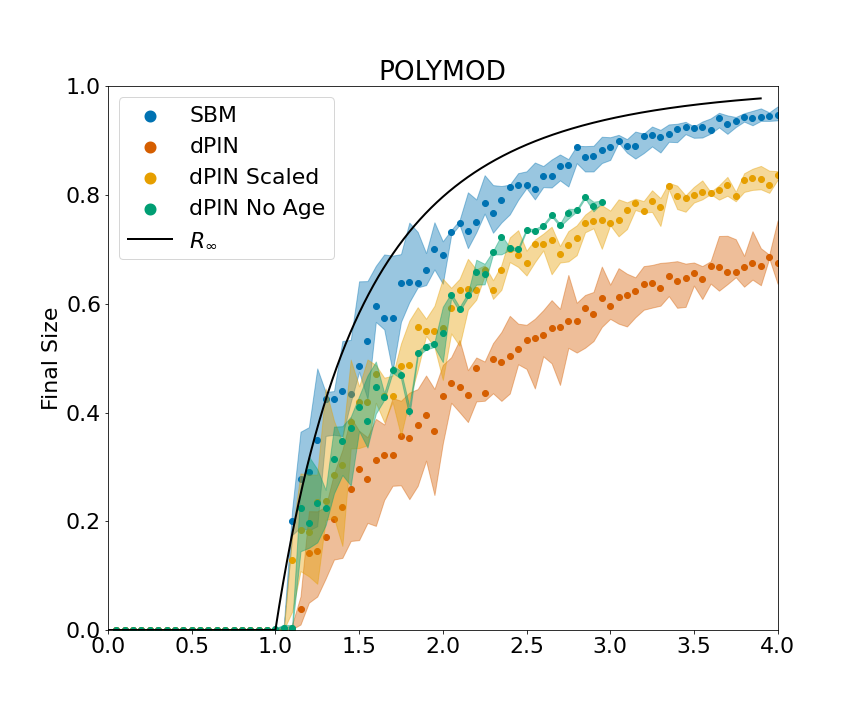 POLYMOD
SBM
dPIN
dPIN Scaled
dPIN No Age
R∞
Final Size
1.0
0.8
0.6
0.4
0.2
0.0
0.0 0.5 1.0 1.5 2.0 2.5 3.0 3.5 4.0